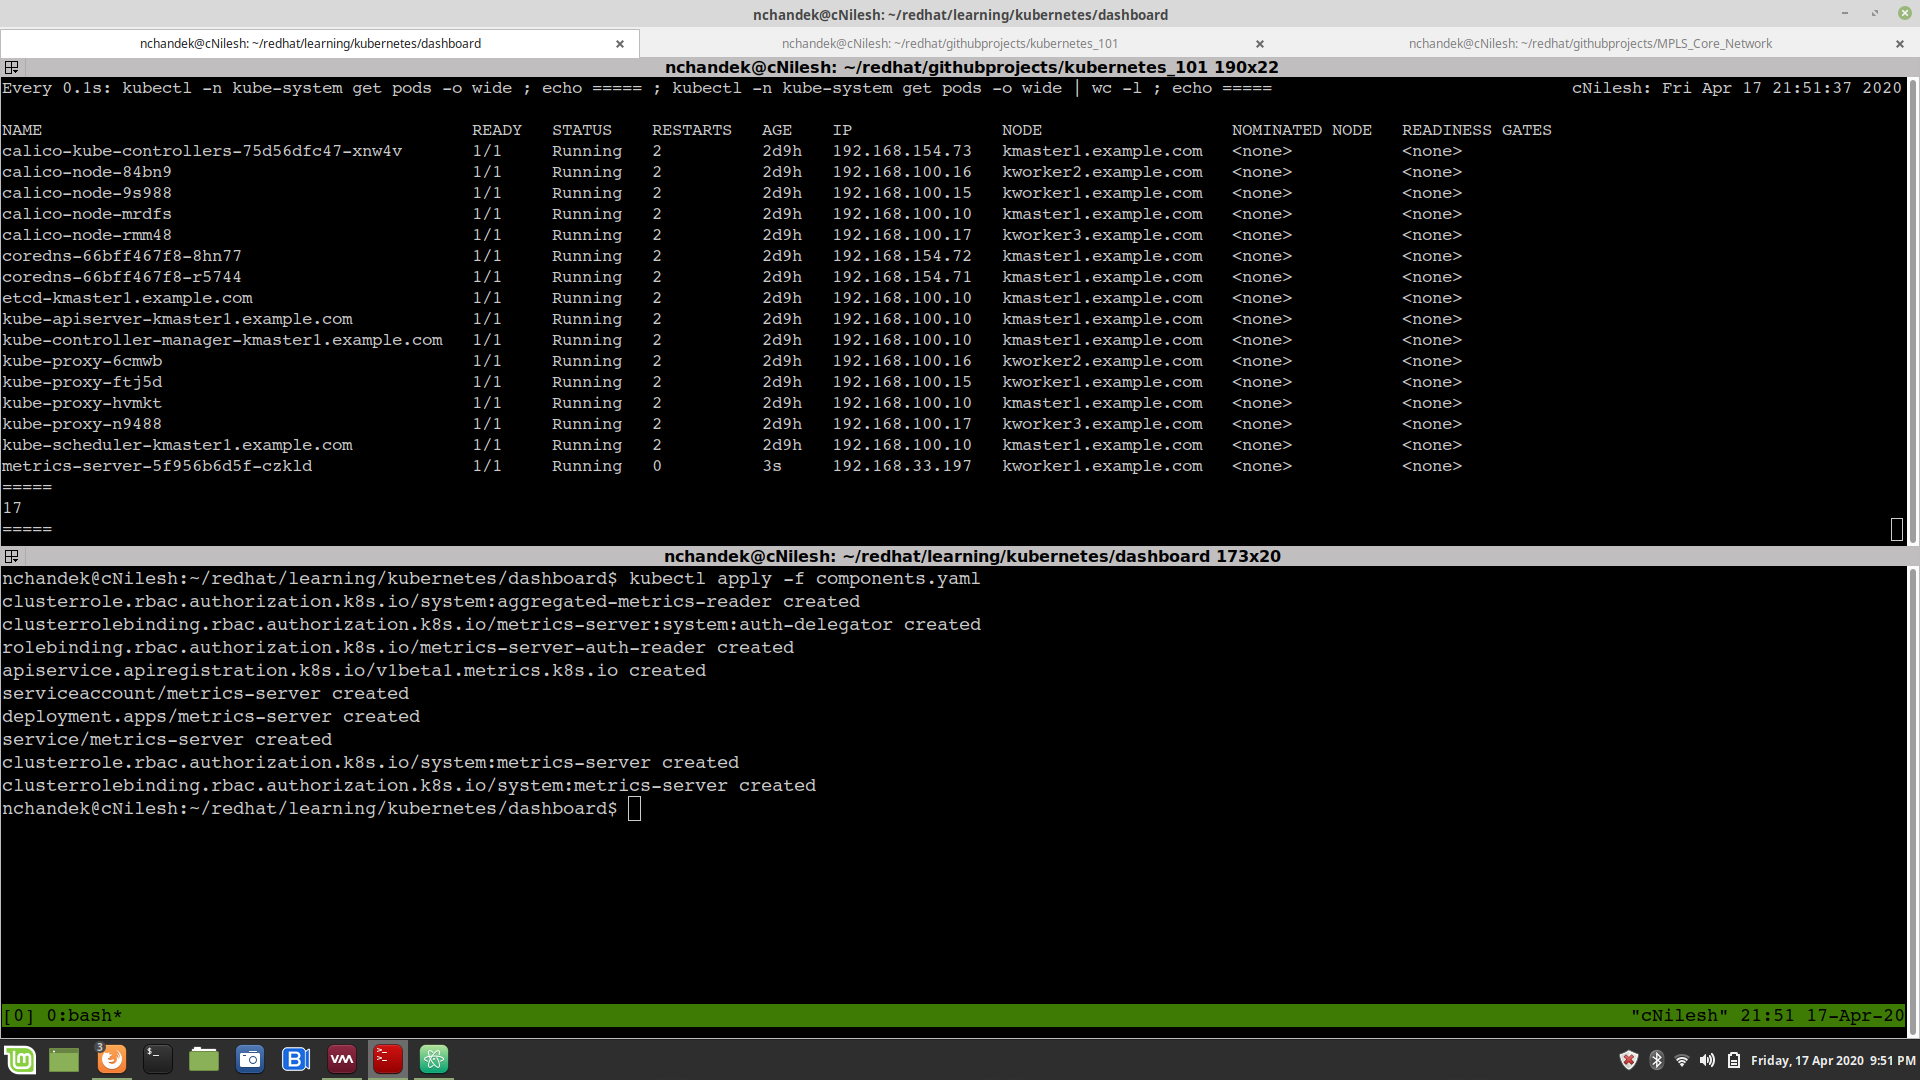 nchandek@cNilesh: ~/redhat/learning/kubernetes/dashboard
nchandek@cNilesh: ~/redhat/learning/kubernetes/dashboard
nchandek@cNilesh: ~/redhat/githubprojects/kubernetes_101
nchandek@cNilesh: ~/redhat/githubprojects/MPLS_Core_Network
nchandek@cNilesh: ~/redhat/githubprojects/kubernetes_101 190x22
Every 0.1s: kubectl -n kube-system get pods -o wide ; echo ===== ; kubectl -n kube-system get pods -o wide | wc -l ; echo ===== cNilesh: Fri Apr 17 21:51:37 2020
NAME READY STATUS RESTARTS AGE IP NODE NOMINATED NODE READINESS GATES
calico-kube-controllers-75d56dfc47-xnw4v 1/1 Running 2 2d9h 192.168.154.73 kmaster1.example.com <none> <none>
calico-node-84bn9 1/1 Running 2 2d9h 192.168.100.16 kworker2.example.com <none> <none>
calico-node-9s988 1/1 Running 2 2d9h 192.168.100.15 kworker1.example.com <none> <none>
calico-node-mrdfs 1/1 Running 2 2d9h 192.168.100.10 kmaster1.example.com <none> <none>
calico-node-rmm48 1/1 Running 2 2d9h 192.168.100.17 kworker3.example.com <none> <none>
coredns-66bff467f8-8hn77 1/1 Running 2 2d9h 192.168.154.72 kmaster1.example.com <none> <none>
coredns-66bff467f8-r5744 1/1 Running 2 2d9h 192.168.154.71 kmaster1.example.com <none> <none>
etcd-kmaster1.example.com 1/1 Running 2 2d9h 192.168.100.10 kmaster1.example.com <none> <none>
kube-apiserver-kmaster1.example.com 1/1 Running 2 2d9h 192.168.100.10 kmaster1.example.com <none> <none>
kube-controller-manager-kmaster1.example.com 1/1 Running 2 2d9h 192.168.100.10 kmaster1.example.com <none> <none>
kube-proxy-6cmwb 1/1 Running 2 2d9h 192.168.100.16 kworker2.example.com <none> <none>
kube-proxy-ftj5d 1/1 Running 2 2d9h 192.168.100.15 kworker1.example.com <none> <none>
kube-proxy-hvmkt 1/1 Running 2 2d9h 192.168.100.10 kmaster1.example.com <none> <none>
kube-proxy-n9488 1/1 Running 2 2d9h 192.168.100.17 kworker3.example.com <none> <none>
kube-scheduler-kmaster1.example.com 1/1 Running 2 2d9h 192.168.100.10 kmaster1.example.com <none> <none>
metrics-server-5f956b6d5f-czkld 1/1 Running 0 3s 192.168.33.197 kworker1.example.com <none> <none>
=====
17
=====
nchandek@cNilesh: ~/redhat/learning/kubernetes/dashboard 173x20
nchandek@cNilesh:~/redhat/learning/kubernetes/dashboard$ kubectl apply -f components.yaml
clusterrole.rbac.authorization.k8s.io/system:aggregated-metrics-reader created
clusterrolebinding.rbac.authorization.k8s.io/metrics-server:system:auth-delegator created
rolebinding.rbac.authorization.k8s.io/metrics-server-auth-reader created
apiservice.apiregistration.k8s.io/v1beta1.metrics.k8s.io created
serviceaccount/metrics-server created
deployment.apps/metrics-server created
service/metrics-server created
clusterrole.rbac.authorization.k8s.io/system:metrics-server created
clusterrolebinding.rbac.authorization.k8s.io/system:metrics-server created
nchandek@cNilesh:~/redhat/learning/kubernetes/dashboard$
[0] 0:bash* "cNilesh" 21:51 17-Apr-20
3
Friday, 17 Apr 2020 9:51 PM